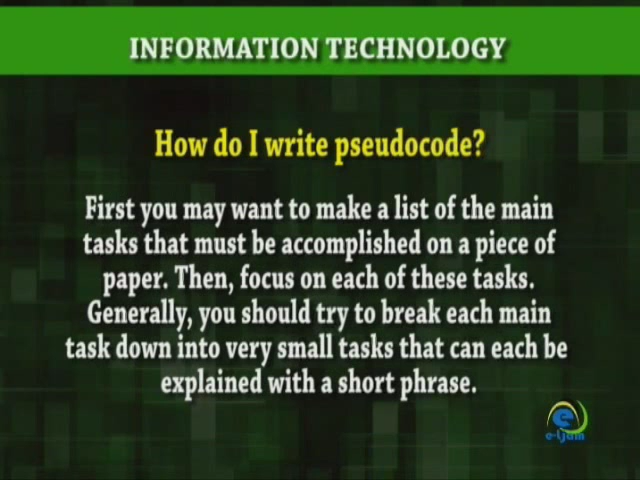 INFORMATION TECHNOLOGY
How do I write pseudocode?
First you may want to make a list of the main
tasks that must be accomplished on a piece of
paper. Then, focus on each of these tasks.
Generally, you should try to break each main
task down into very small tasks that can each be
explained with a short phrase.
e
e-Ljam